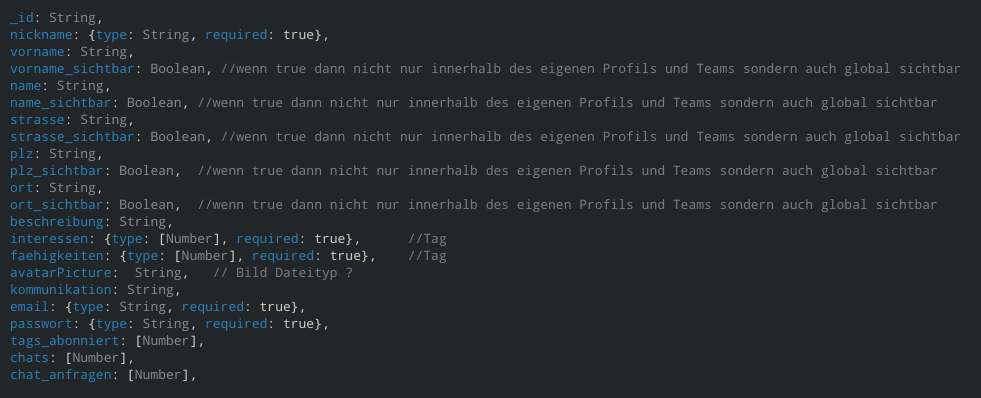 _id: String,
nickname: {type: String, required: true},
vorname: String,
vorname_sichtbar: Boolean, //wenn true dann nicht nur innerhalb des eigenen Profils und Teams sondern auch global sichtbar
name: String,
name_sichtbar: Boolean, //wenn true dann nicht nur innerhalb des eigenen Profils und Teams sondern auch global sichtbar
strasse: String,
strasse_sichtbar: Boolean, //wenn true dann nicht nur innerhalb des eigenen Profils und Teams sondern auch global sichtbar
plz: String,
plz_sichtbar: Boolean,  //wenn true dann nicht nur innerhalb des eigenen Profils und Teams sondern auch global sichtbar
ort: String,
ort_sichtbar: Boolean,  //wenn true dann nicht nur innerhalb des eigenen Profils und Teams sondern auch global sichtbar
beschreibung: String,
interessen: {type: [Number], required: true},      //Tag
faehigkeiten: {type: [Number], required: true},    //Tag
avatarPicture:  String,   // Bild Dateityp ?
kommunikation: String,
email: {type: String, required: true},
passwort: {type: String, required: true},
tags_abonniert: [Number],
chats: [Number],
chat_anfragen: [Number],